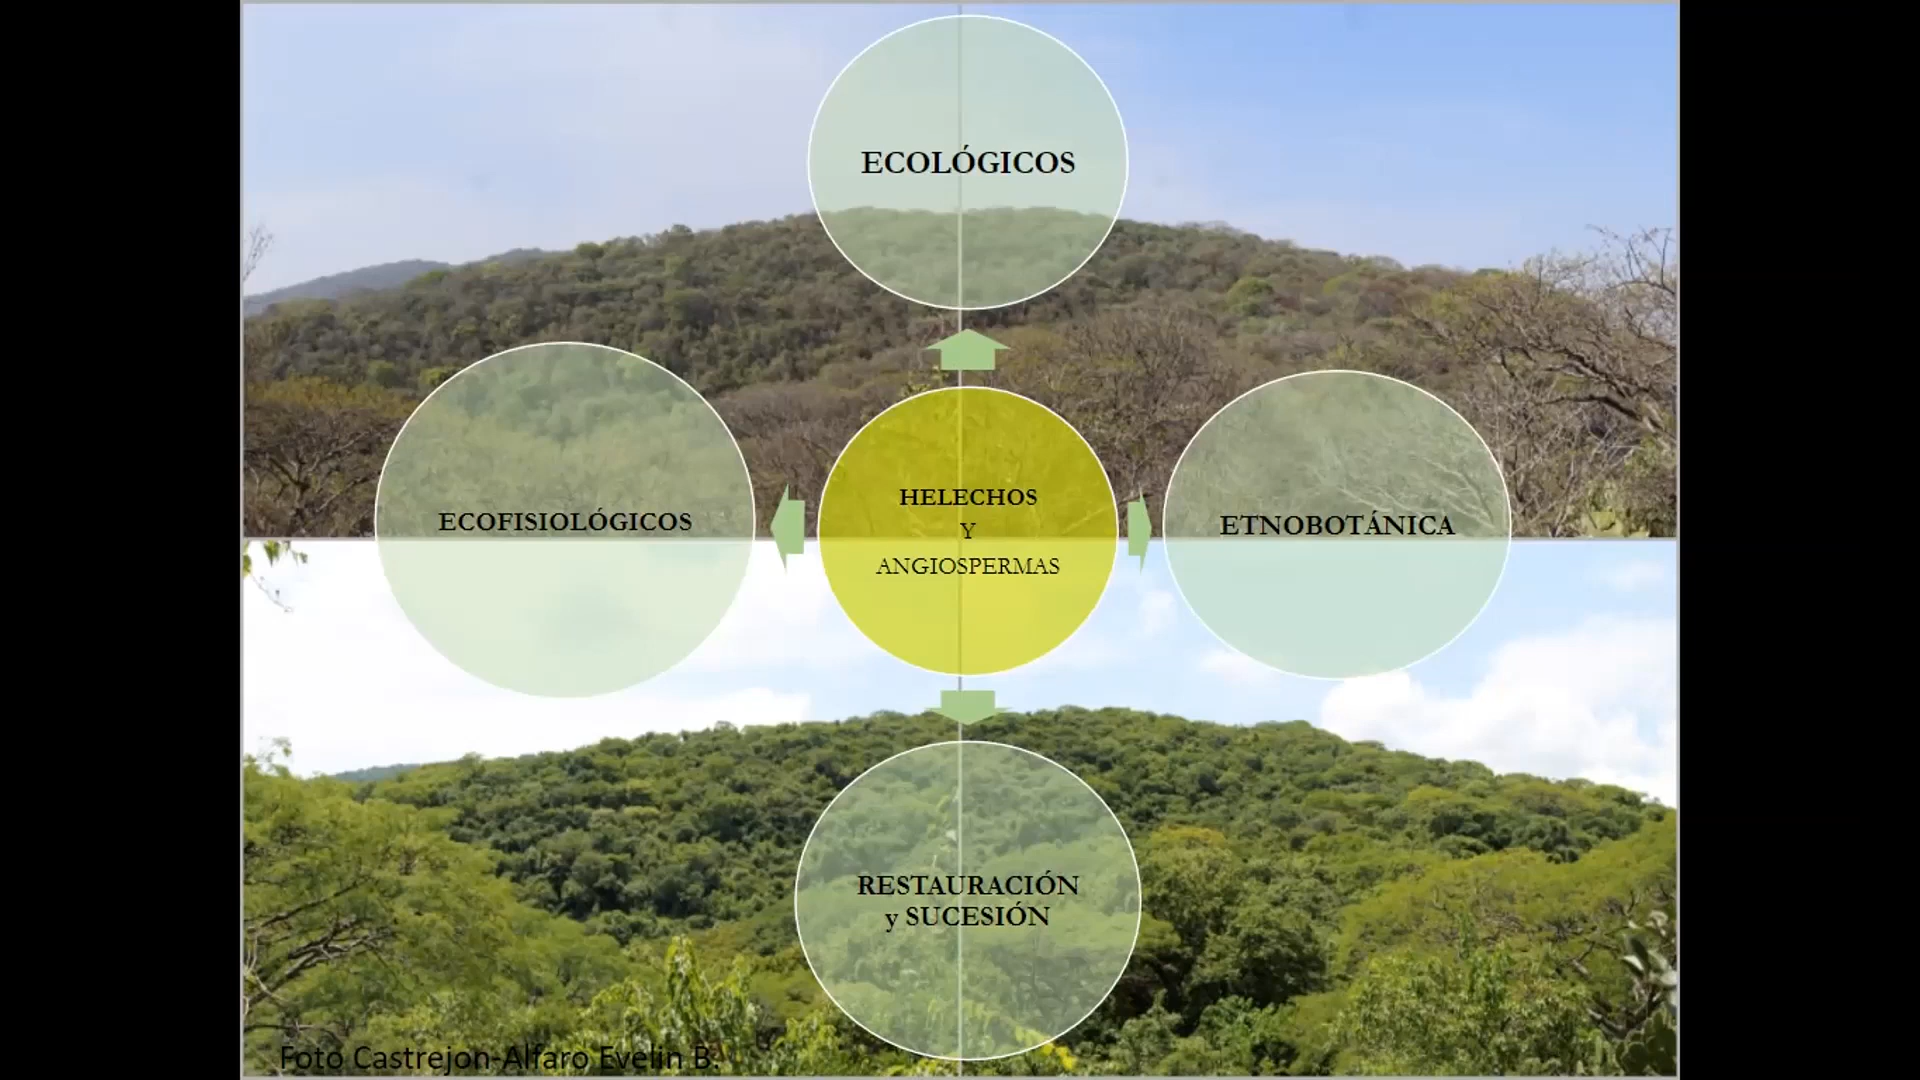 ECOLÓGICOS
ECOFISIOLÓGICOS
HELECHOS
Y
ANGIOSPERMAS
ETNOBOTÁNICA
RESTAURACIÓN
y SUCESIÓN
Foto Castrejon-Alfaro Evelin B.